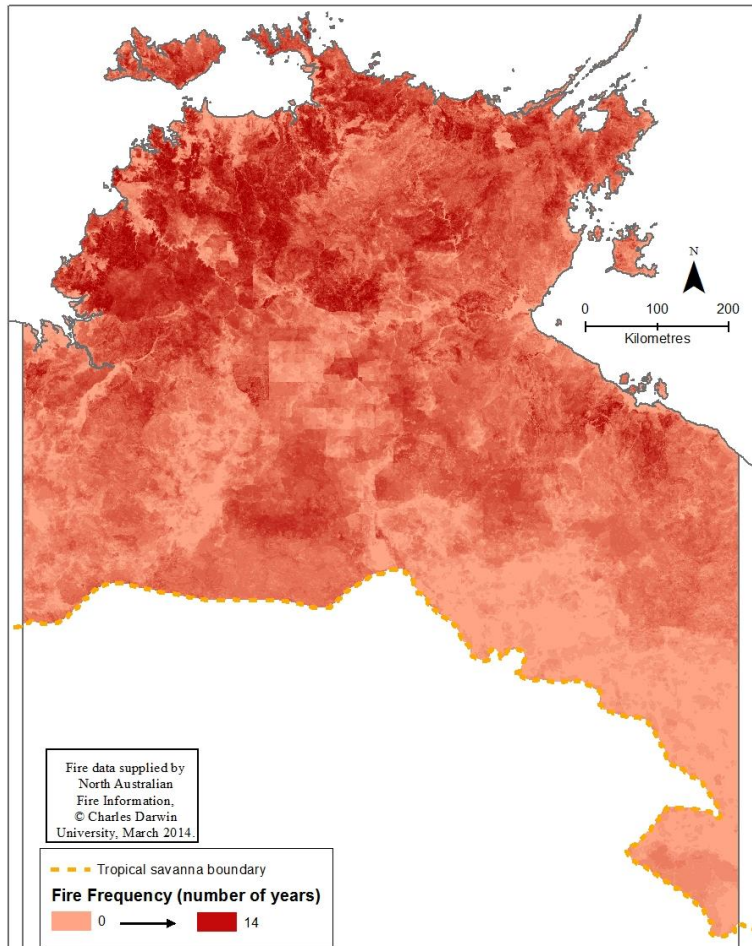 N
0 100 200
Kilometres
Fire data supplied by
North Australian
Fire Information,
© Charles Darwin
University, March 2014.
Tropical savanna boundary
Fire Frequency (number of years)
0 14